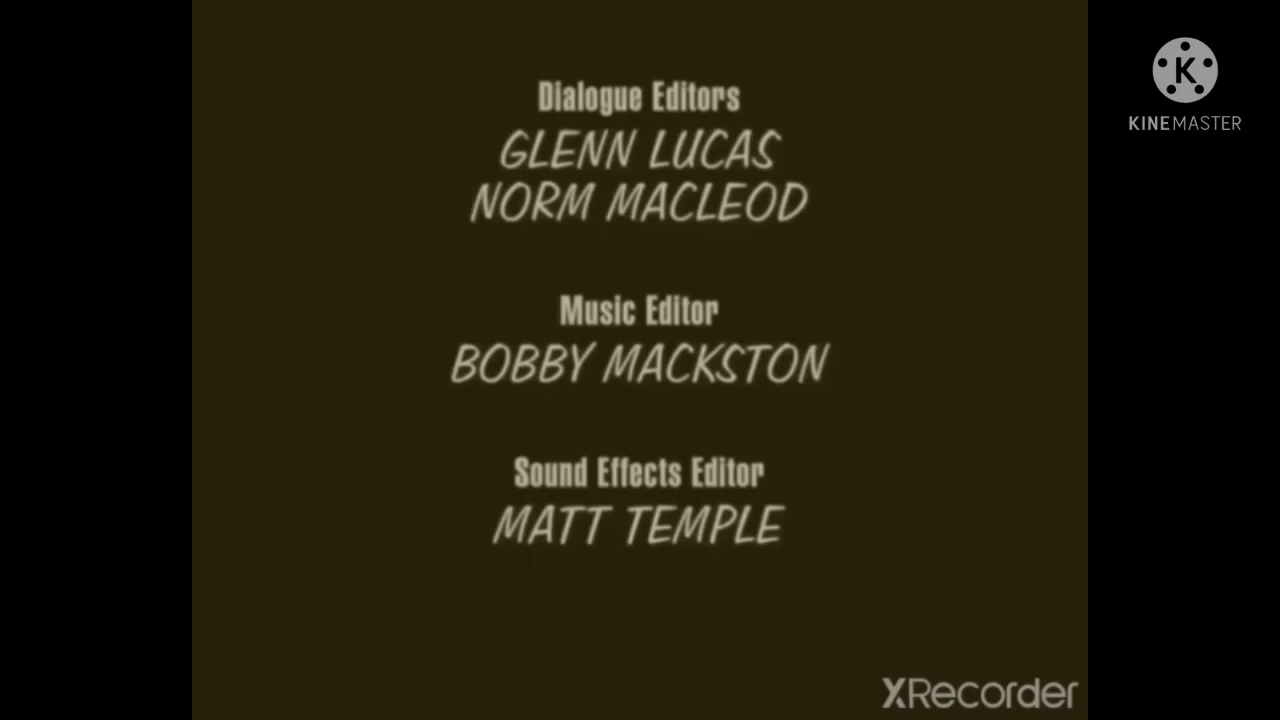 Dialogue Editors
GLENN LUCAS
NORM MACLEOD
Music Editor
BOBBY MACKSTON
Sound Effects Editor
MATT TEMPLE
K
KINEMASTER
XRecorder